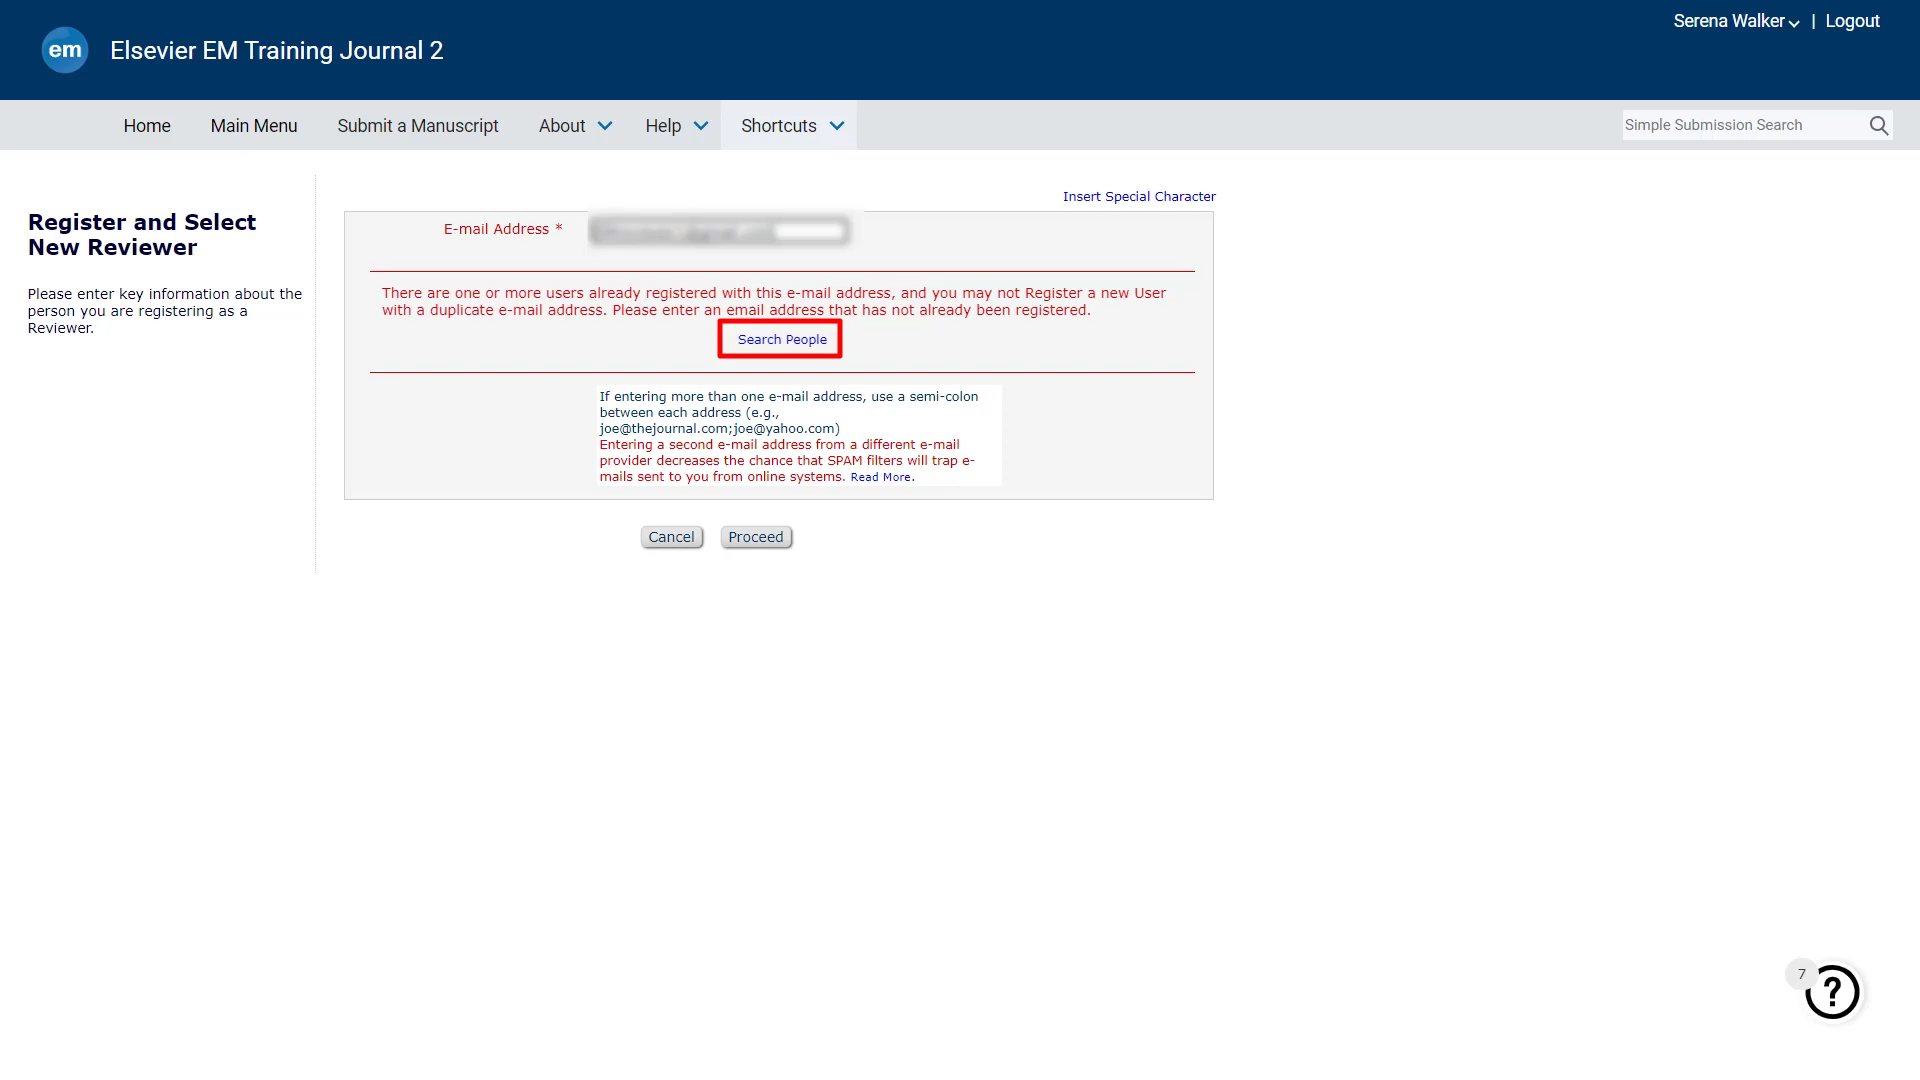 Serena Walker | Logout
em Elsevier EM Training Journal 2
Home Main Menu Submit a Manuscript About Help Shortcuts Simple Submission Search
Register and Select
New Reviewer
Please enter key information about the
person you are registering as a
Reviewer.
Insert Special Character
E-mail Address *
There are one or more users already registered with this e-mail address, and you may not Register a new User
with a duplicate e-mail address. Please enter an email address that has not already been registered.
Search People
If entering more than one e-mail address, use a semi-colon
between each address (e.g.,
joe@thejournal.com;joe@yahoo.com)
Entering a second e-mail address from a different e-mail
provider decreases the chance that SPAM filters will trap e-
mails sent to you from online systems. Read More.
Cancel Proceed
7
?